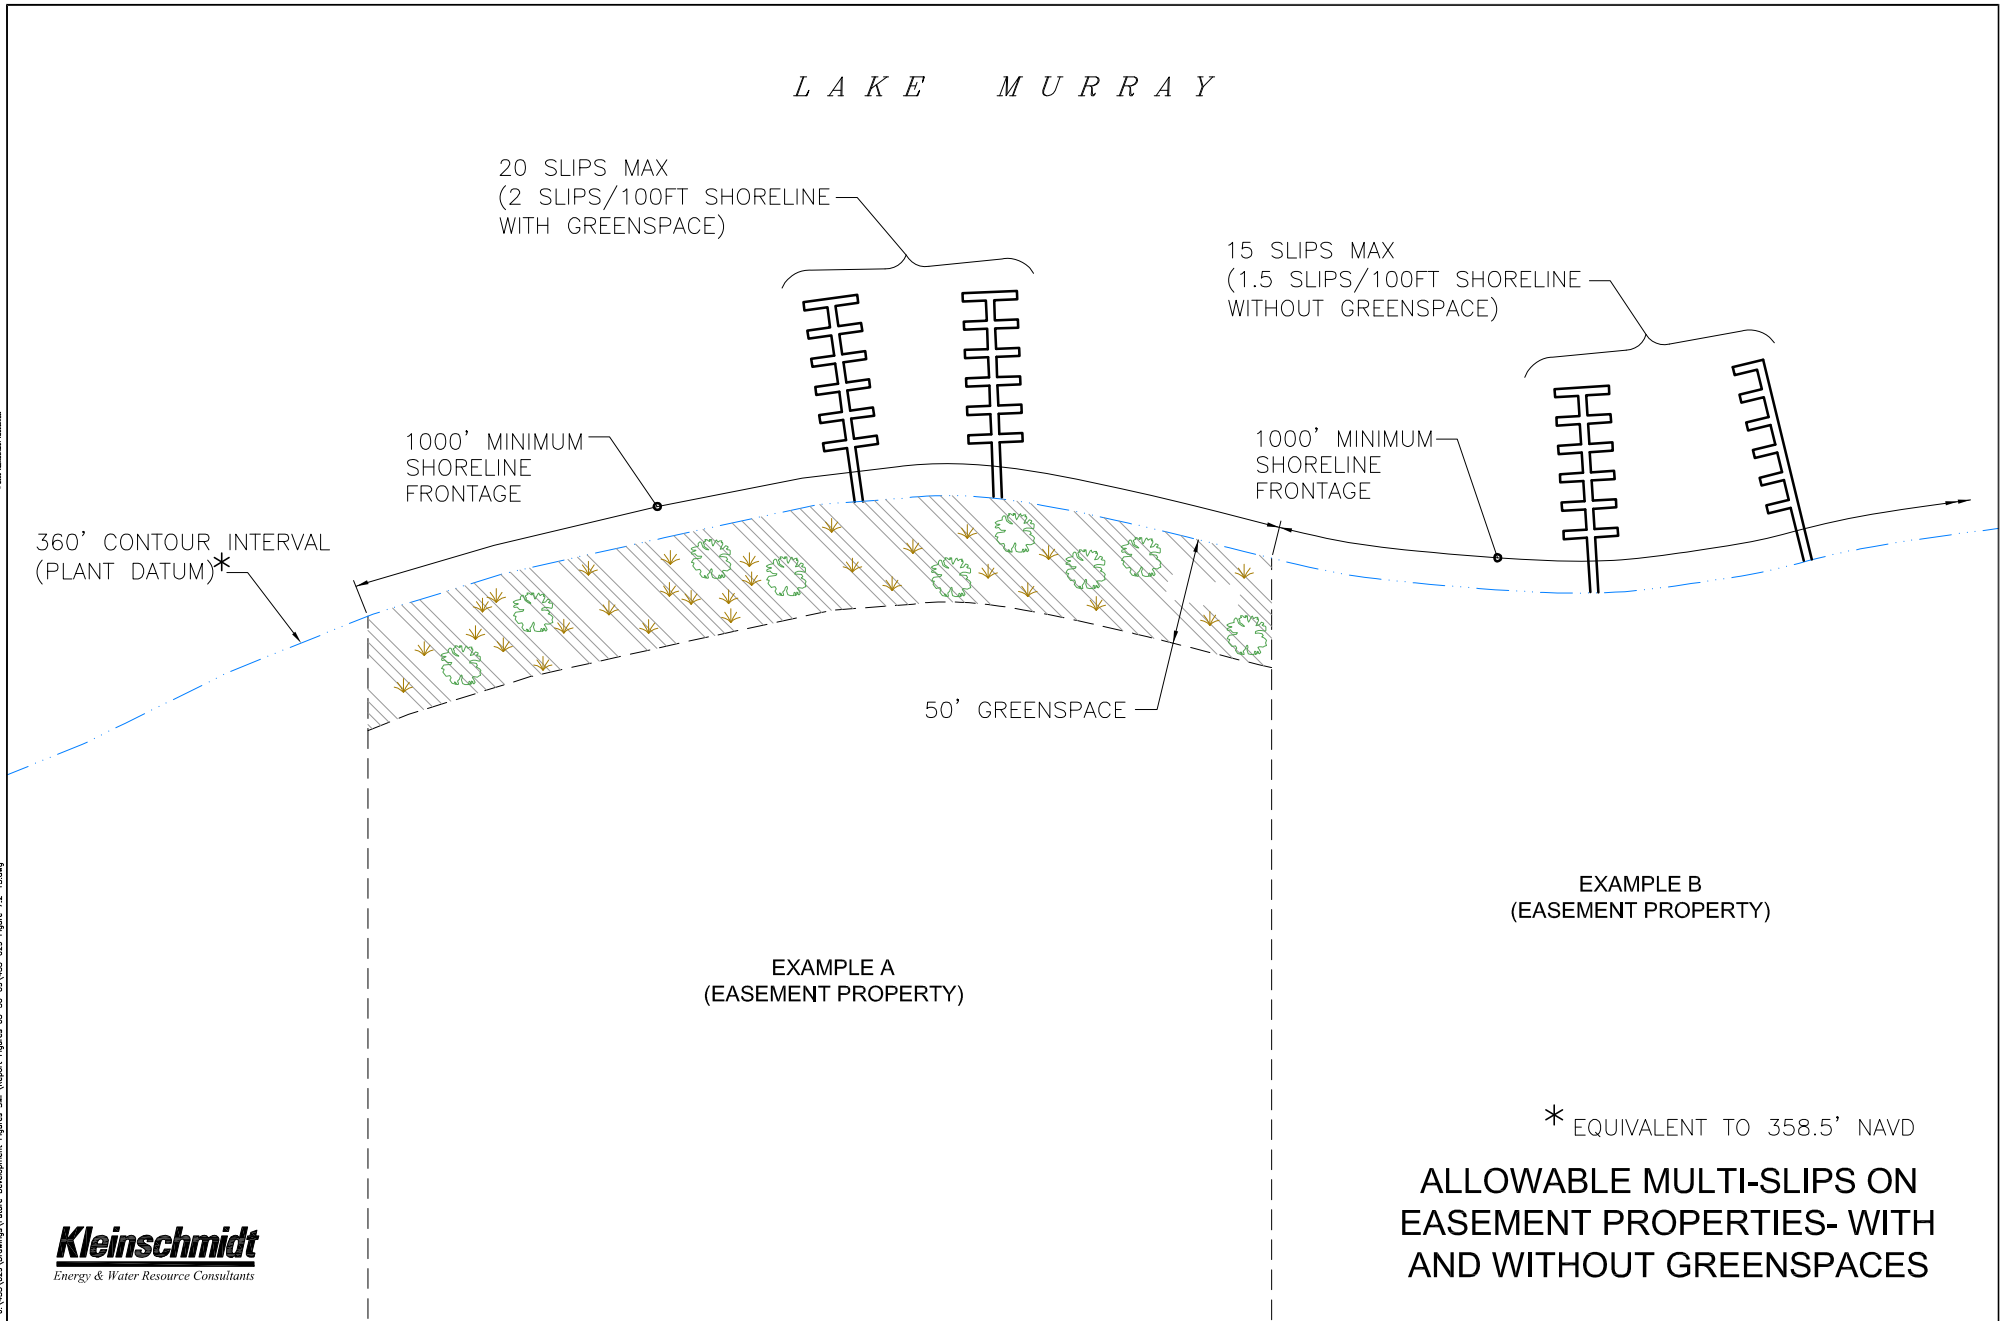 LAKE MURRAY
20 SLIPS MAX
(2 SLIPS/100FT SHORELINE
WITH GREENSPACE)
15 SLIPS MAX
(1.5 SLIPS/100FT SHORELINE
WITHOUT GREENSPACE)
1000' MINIMUM
SHORELINE
FRONTAGE
1000' MINIMUM
SHORELINE
FRONTAGE
360' CONTOUR INTERVAL
(PLANT DATUM)*
50' GREENSPACE
EXAMPLE B
(EASEMENT PROPERTY)
EXAMPLE A
(EASEMENT PROPERTY)
* EQUIVALENT TO 358.5' NAVD
ALLOWABLE MULTI-SLIPS ON
EASEMENT PROPERTIES- WITH
AND WITHOUT GREENSPACES
Kleinschmidt
Energy & Water Resource Consultants